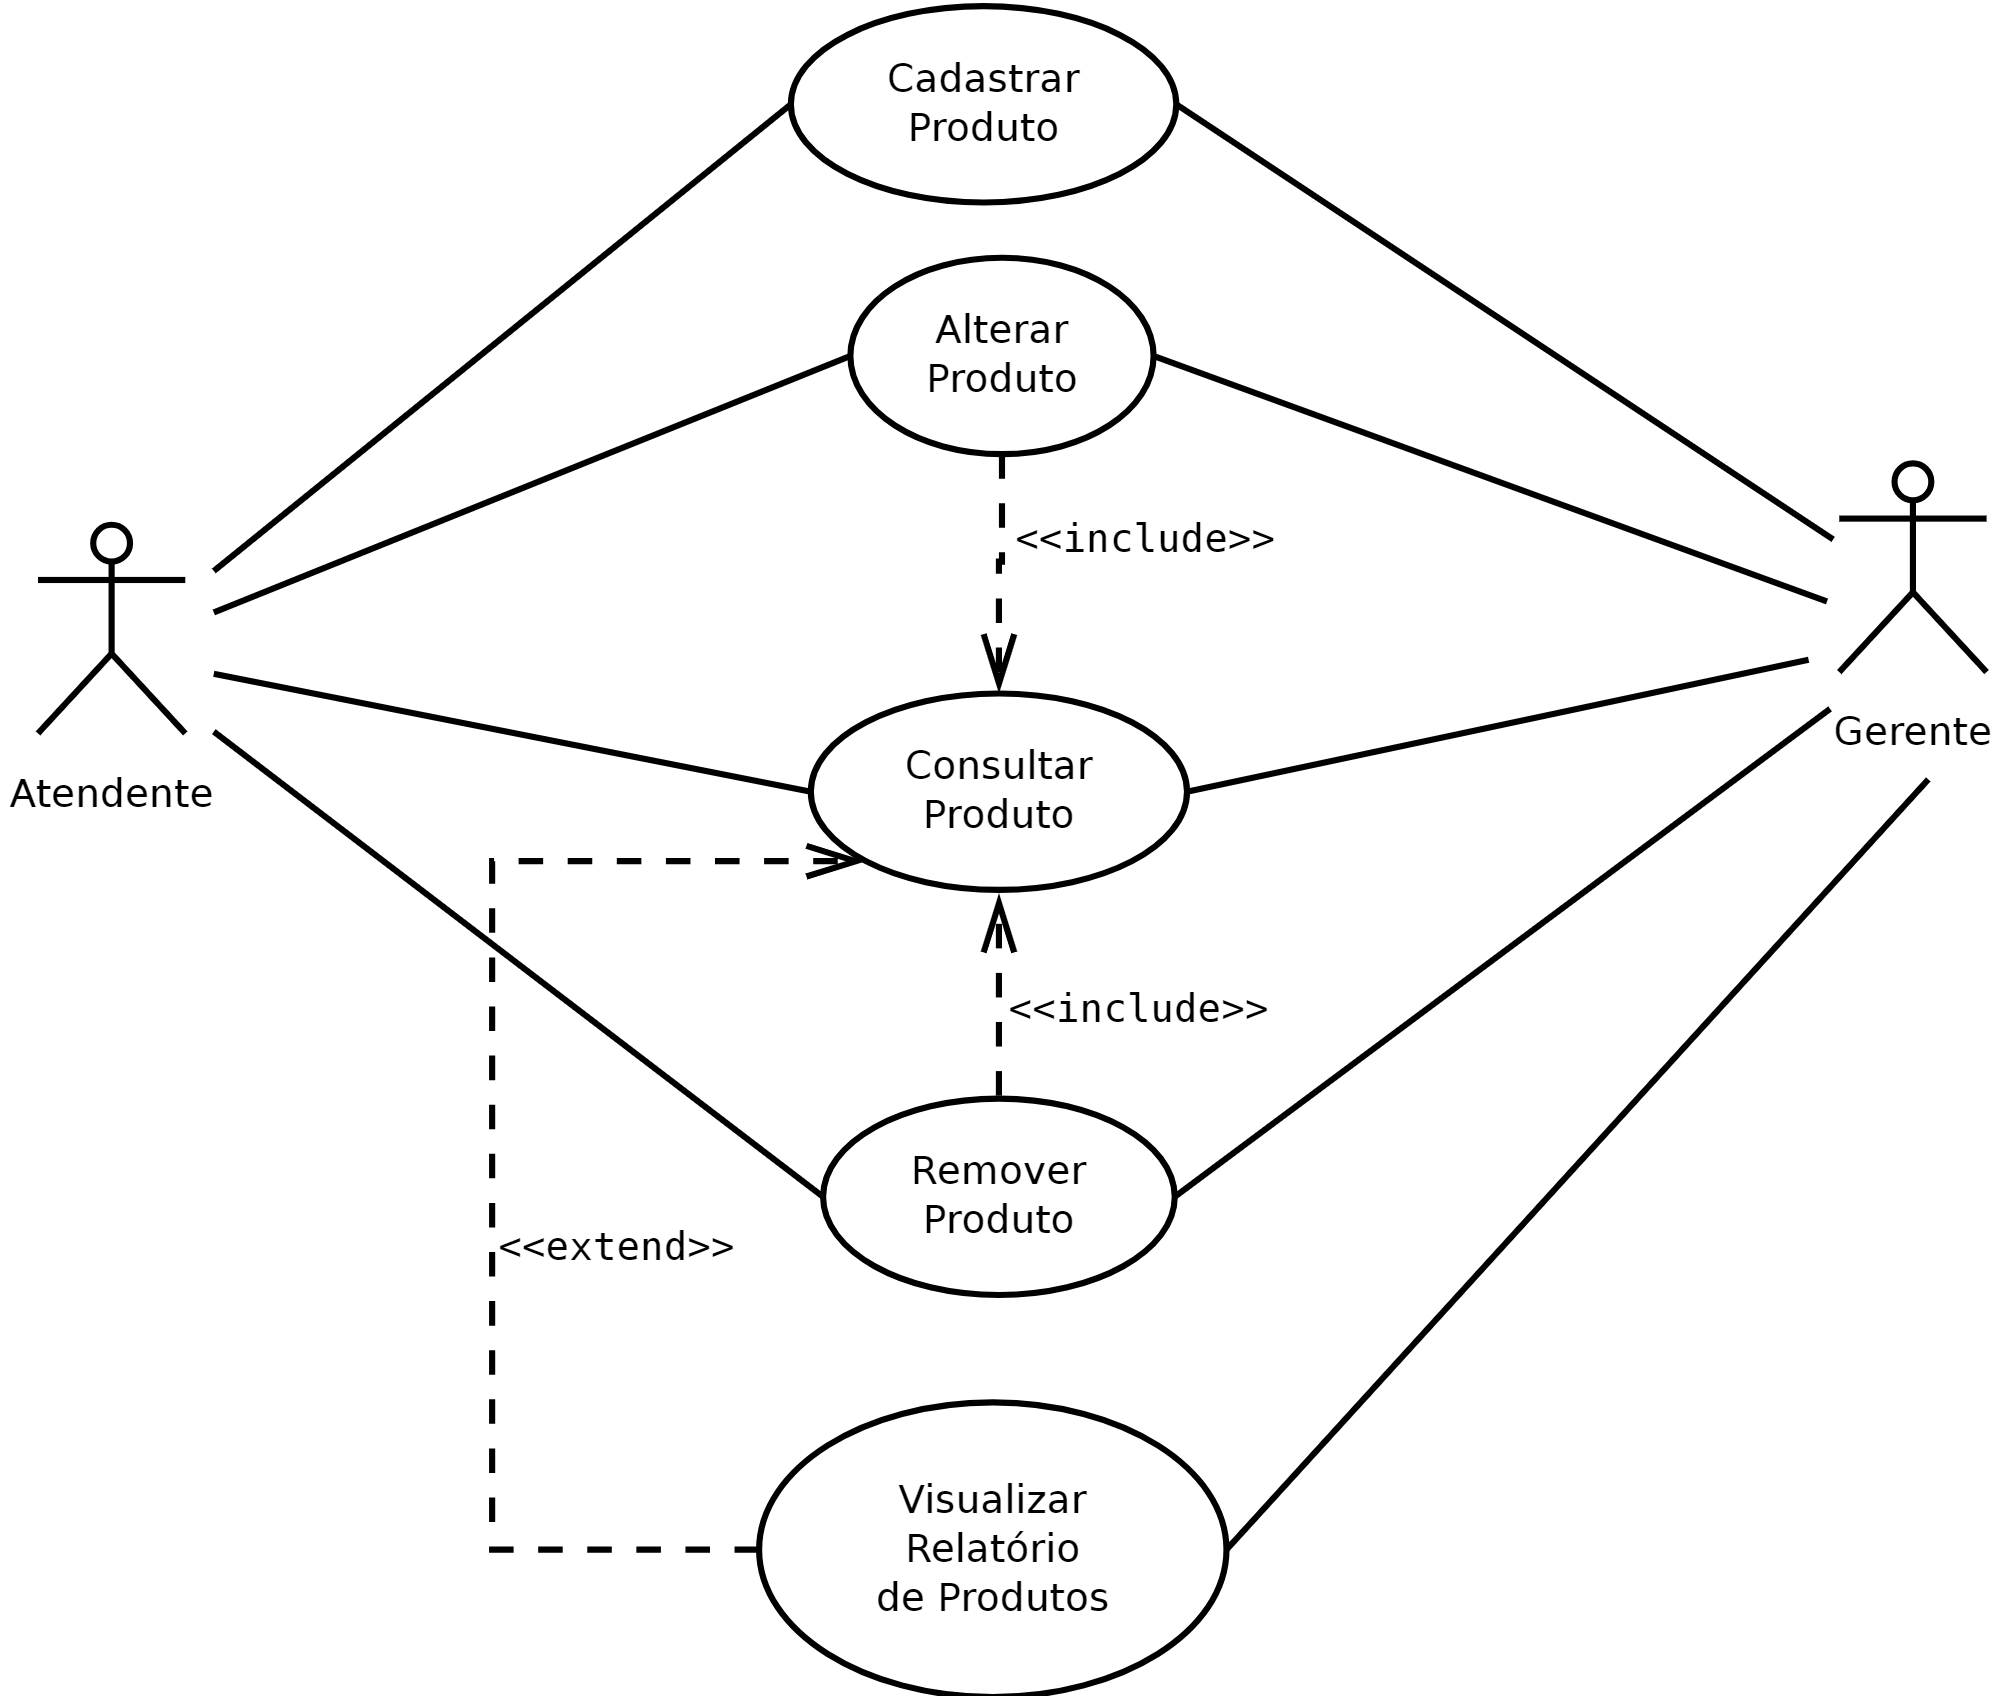 Cadastrar
Produto
Alterar
Produto
<<include>>
Gerente
Atendente
Consultar
Produto
<<include>>
Remover
Produto
<<extend>>
Visualizar
Relatório
de Produtos